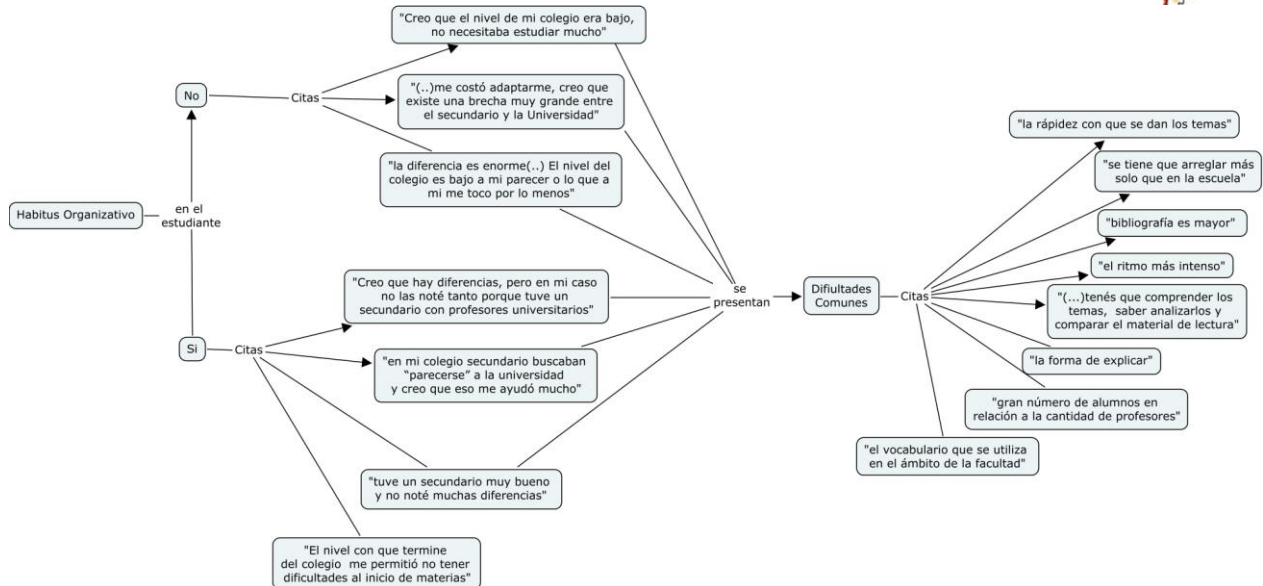 Habitus Organizativo
en el
estudiante
No
Citas
"Creo que el nivel de mi colegio era bajo,
no necesitaba estudiar mucho"
"(..)me costó adaptarme, creo que
existe una brecha muy grande entre
el secundario y la Universidad"
"la diferencia es enorme(..) El nivel del
colegio es bajo a mi parecer o lo que a
mi me toco por lo menos"
Si
Citas
"Creo que hay diferencias, pero en mi caso
no las noté tanto porque tuve un
secundario con profesores universitarios"
"en mi colegio secundario buscaban
“parecerse” a la universidad
y creo que eso me ayudó mucho"
"tuve un secundario muy bueno
y no noté muchas diferencias"
"El nivel con que termine
del colegio me permitió no tener
dificultades al inicio de materias"
se
presentan
Difiultades
Comunes
Citas
"la rápidez con que se dan los temas"
"se tiene que arreglar más
solo que en la escuela"
"bibliografía es mayor"
"el ritmo más intenso"
"(...)tenés que comprender los
temas, saber analizarlos y
comparar el material de lectura"
"la forma de explicar"
"gran número de alumnos en
relación a la cantidad de profesores"
"el vocabulario que se utiliza
en el ámbito de la facultad"